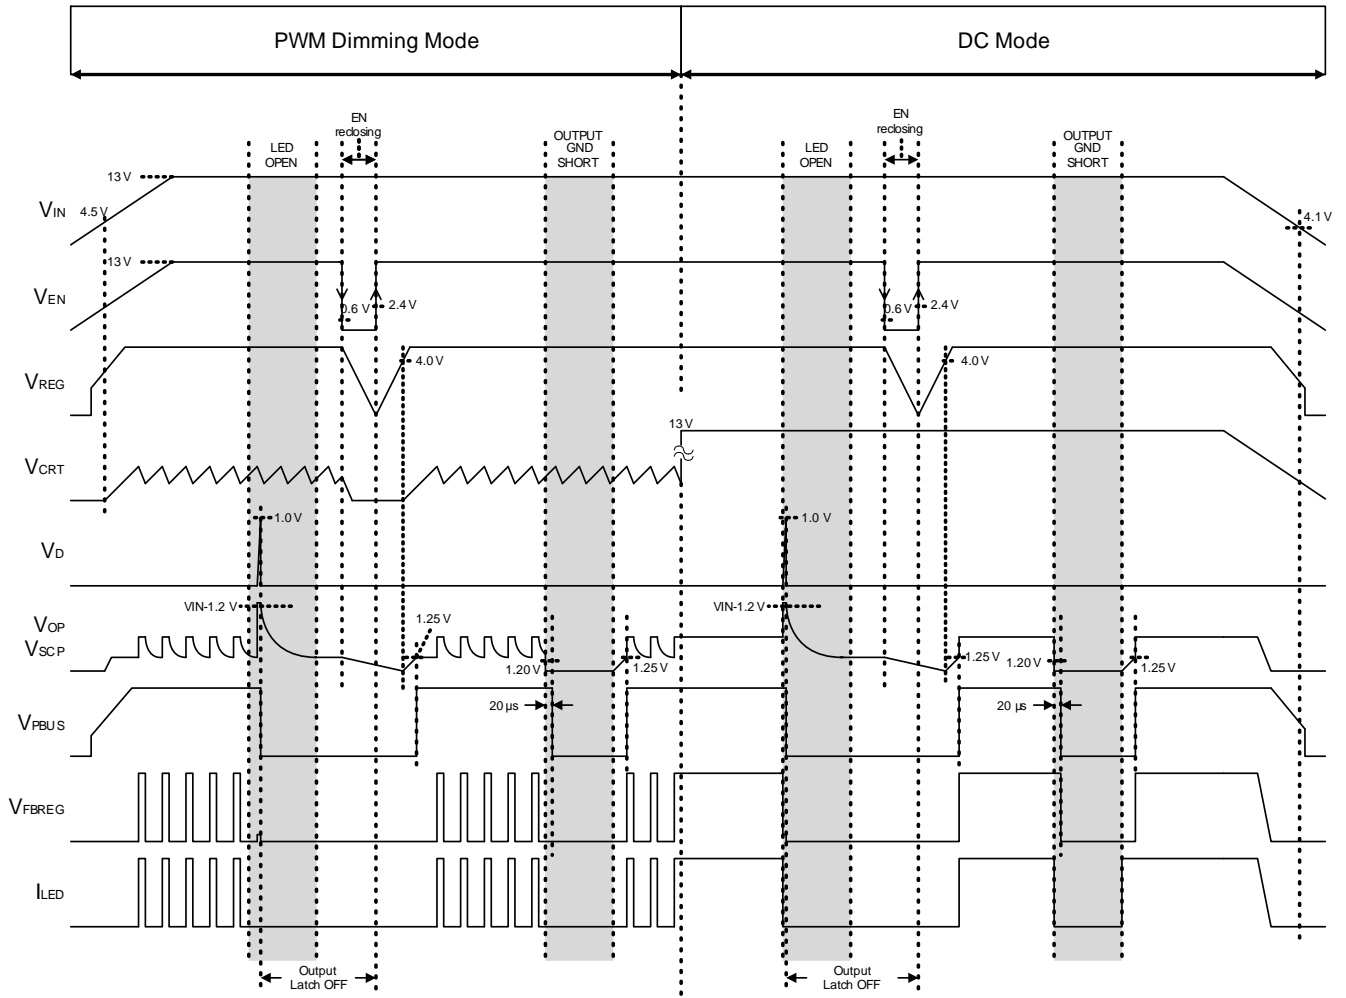 PWM Dimming Mode
DC Mode
LED
OPEN
EN
reclosing
OUTPUT
GND
SHORT
LED
OPEN
EN
reclosing
OUTPUT
GND
SHORT
VIN
13 V
4.5 V
4.1 V
VEN
13 V
0.6 V
2.4 V
0.6 V
2.4 V
VREG
4.0 V
4.0 V
VCRT
13 V
VD
1.0 V
1.0 V
VOP
VSCP
VIN-1.2 V
1.25 V
1.20 V
1.25 V
VIN-1.2 V
1.25 V
1.20 V
1.25 V
VPBUS
20 µs
20 µs
VFBREG
ILED
Output
Latch OFF
Output
Latch OFF